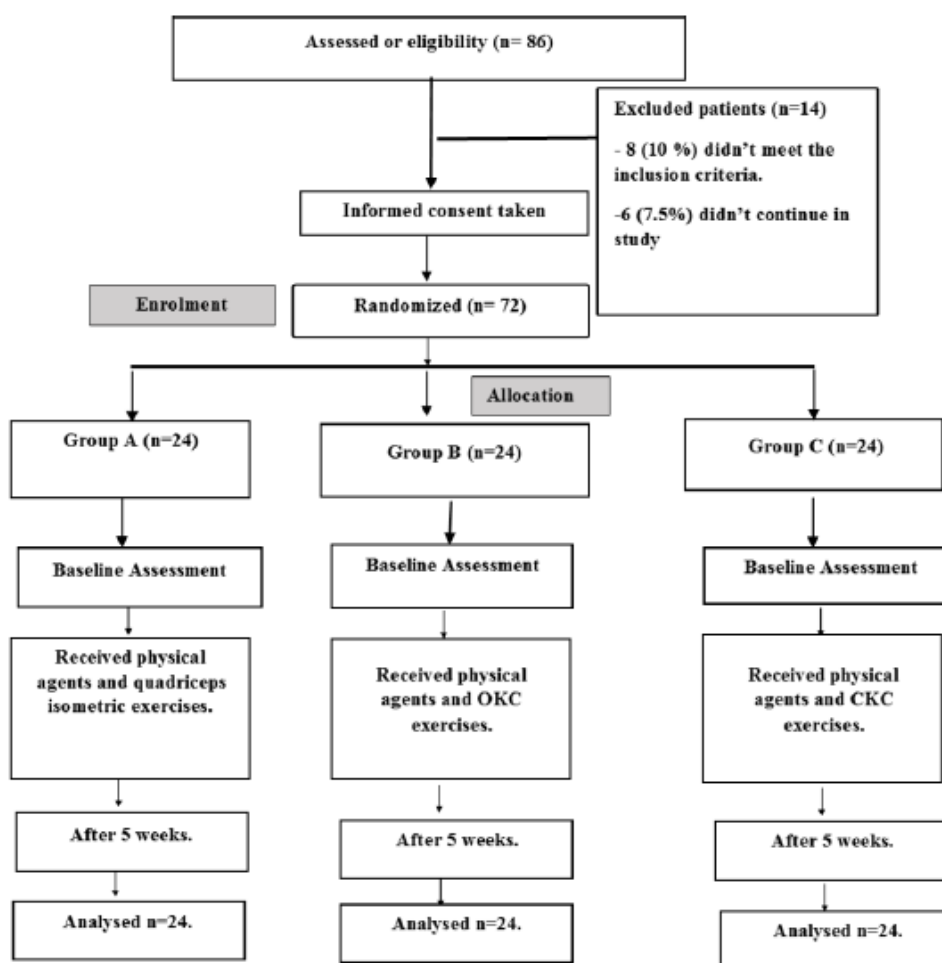 Assessed or eligibility (n= 86)
Excluded patients (n=14)
- 8 (10 %) didn’t meet the
inclusion criteria.
-6 (7.5%) didn’t continue in
study
Informed consent taken
Enrolment
Randomized (n= 72)
Allocation
Group A (n=24)
Group B (n=24)
Group C (n=24)
Baseline Assessment
Baseline Assessment
Baseline Assessment
Received physical
agents and quadriceps
isometric exercises.
Received physical
agents and OKC
exercises.
Received physical
agents and CKC
exercises.
After 5 weeks.
After 5 weeks.
After 5 weeks.
Analysed n=24.
Analysed n=24.
Analysed n=24.